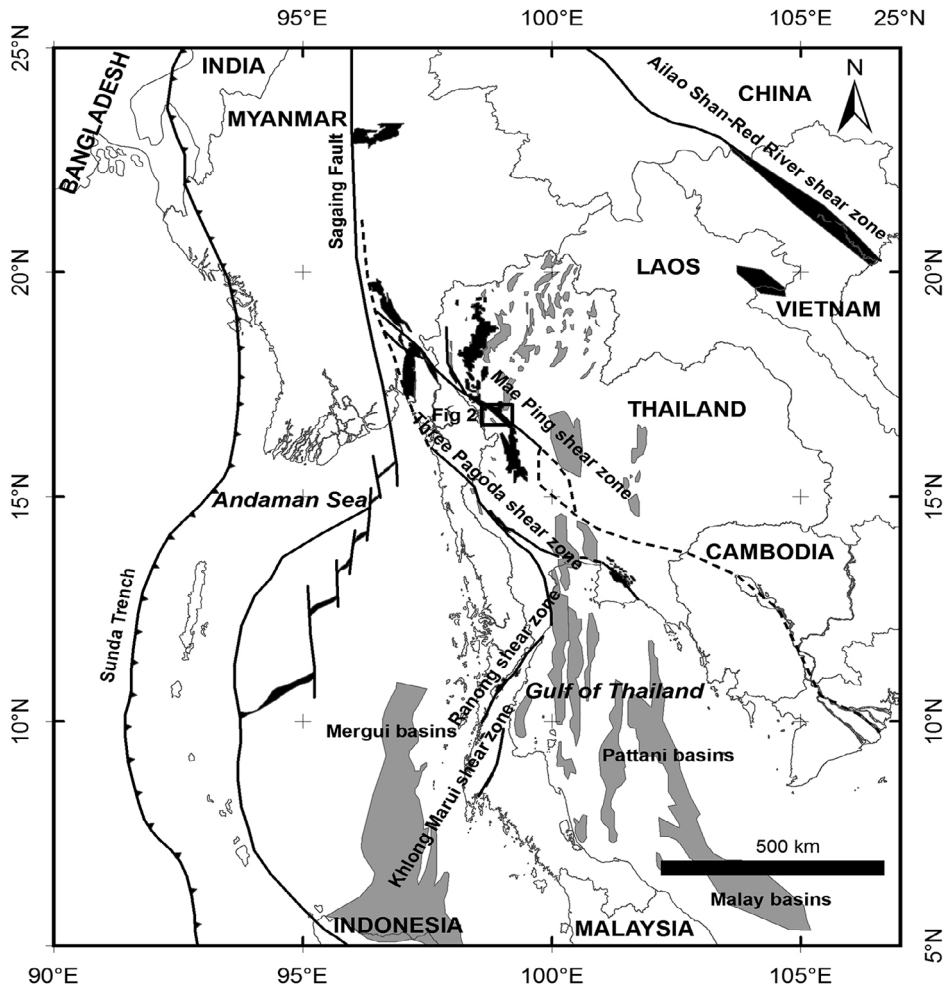 95°E
100°E
105°E
25°N
25°N
BANGLADESH
INDIA
MYANMAR
Sagaing Fault
CHINA
N
Ailao Shan-Red River shear zone
20°N
20°N
LAOS
VIETNAM
Mae Ping shear zone
Fig 2
THAILAND
Three Pagoda shear zone
15°N
15°N
Andaman Sea
CAMBODIA
Sunda Trench
Ranong shear zone
Gulf of Thailand
10°N
10°N
Mergui basins
Khlong Marui shear zone
Pattani basins
500 km
Malay basins
INDONESIA
MALAYSIA
5°N
90°E
95°E
100°E
105°E